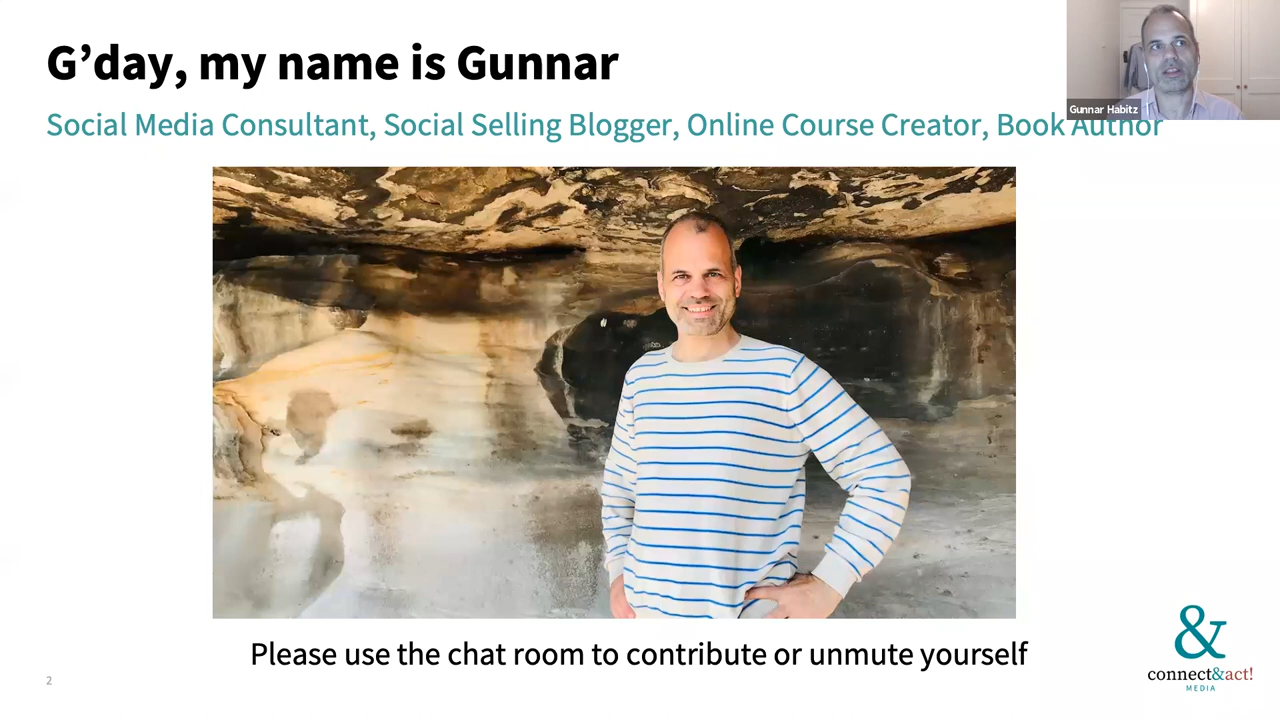 G’day, my name is Gunnar
Gunnar Habitz
Social Media Consultant, Social Selling Blogger, Online Course Creator, Book Author
Please use the chat room to contribute or unmute yourself
2
&
connect&act!
MEDIA